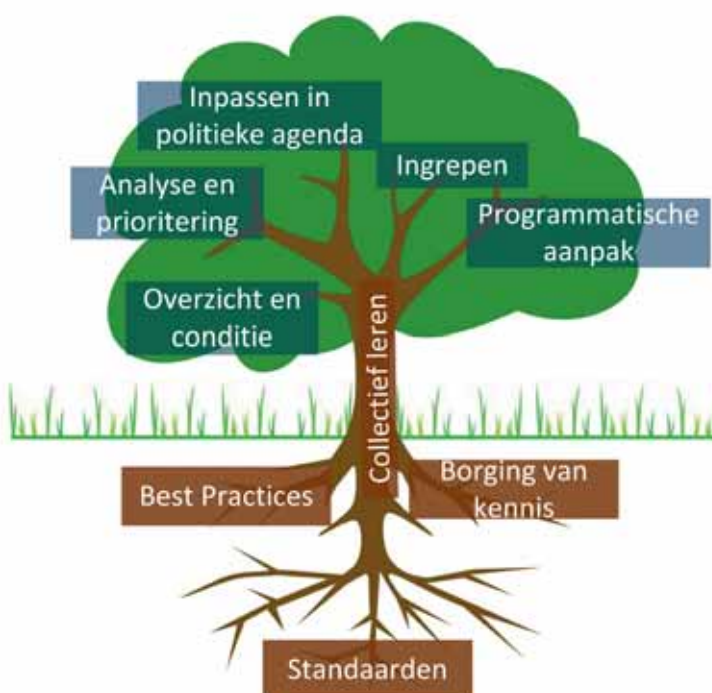 Inpassen in
politieke agenda
Ingrepen
Analyse en
prioritering
Programmatische
aanpak
Overzicht en
conditie
Collectief leren
Best Practices
Borging van
kennis
Standaarden